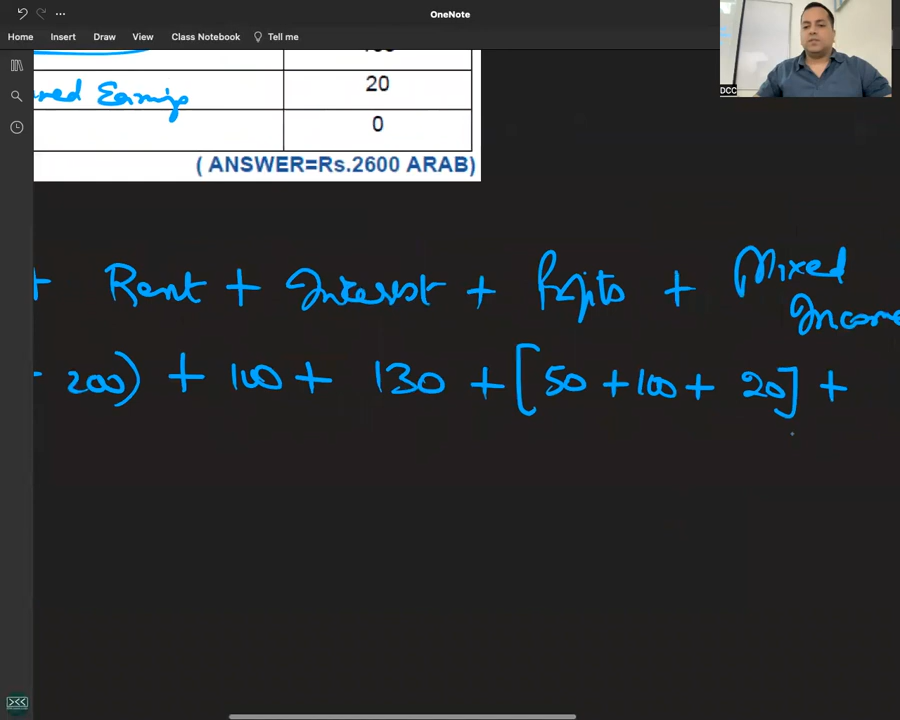 OneNote
Home Insert Draw View Class Notebook Tell me
DCC
20
Earnings
0
( ANSWER=Rs.2600 ARAB)
+ Rent + Interest + Profits + Mixed
Income
200) + 100 + 130 + [50 + 100 + 20] +